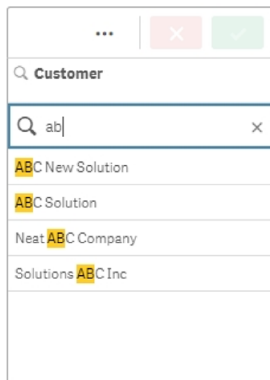 ...
Customer
ab
ABC New Solution
ABC Solution
Neat ABC Company
Solutions ABC Inc